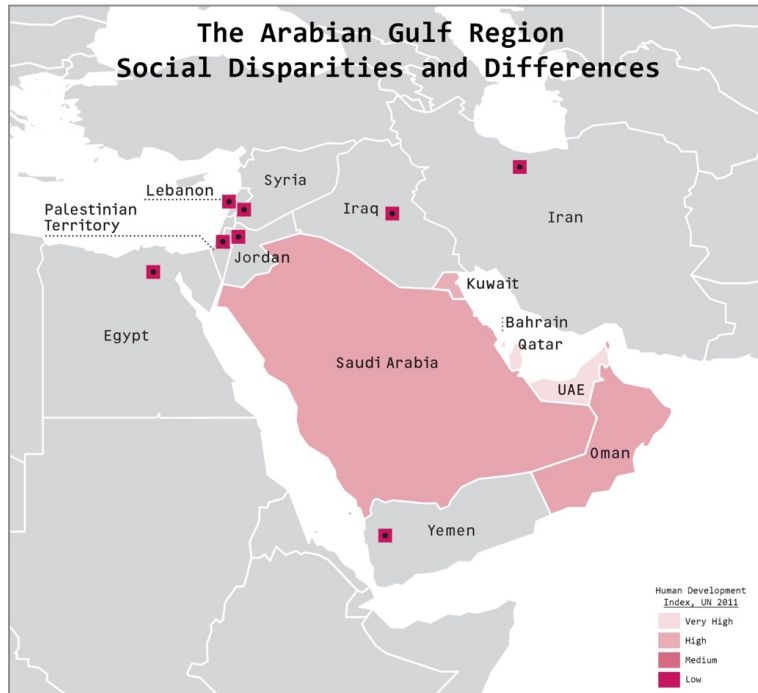 The Arabian Gulf Region
Social Disparities and Differences
Syria
Lebanon
Palestinian
Territory
Iraq
Iran
Jordan
Kuwait
Egypt
Bahrain
Qatar
Saudi Arabia
UAE
Oman
Yemen
Human Development
Index, UN 2011
Very High
High
Medium
Low